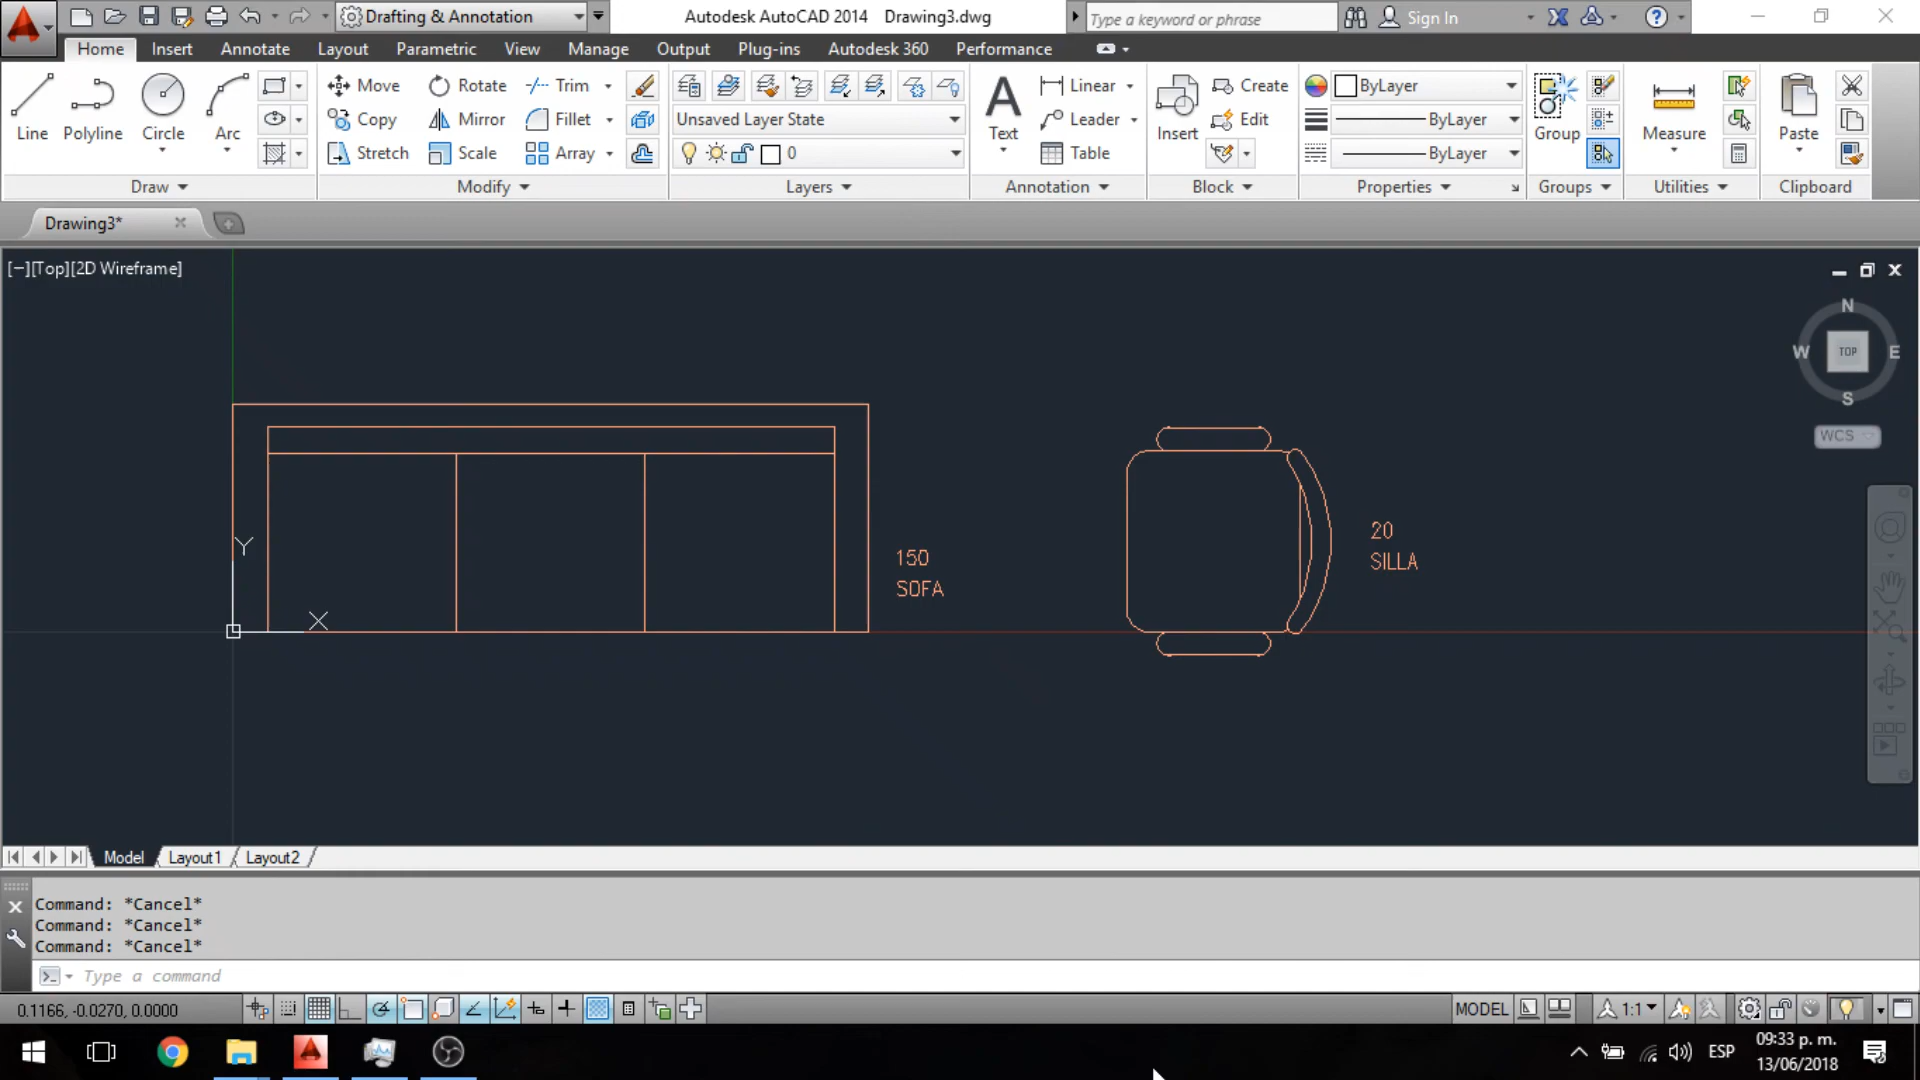 Drafting & Annotation
Autodesk AutoCAD 2014 Drawing3.dwg
Type a keyword or phrase
Sign In
Home Insert Annotate Layout Parametric View Manage Output Plug-ins Autodesk 360 Performance
Line Polyline Circle Arc
Draw
Move Rotate Trim
Copy Mirror Fillet
Stretch Scale Array
Modify
Unsaved Layer State
0
Layers
Text
Linear
Leader
Table
Annotation
Insert
Create
Edit
Block
ByLayer
ByLayer
ByLayer
Properties
Group
Groups
Measure
Utilities
Paste
Clipboard
Drawing3*
[−][Top][2D Wireframe]
N
W TOP E
S
WCS
Y
X
150
SOFA
20
SILLA
Model Layout1 Layout2
Command: *Cancel*
Command: *Cancel*
Command: *Cancel*
Type a command
0.1166, -0.0270, 0.0000
MODEL
1:1
ESP
09:33 p. m.
13/06/2018